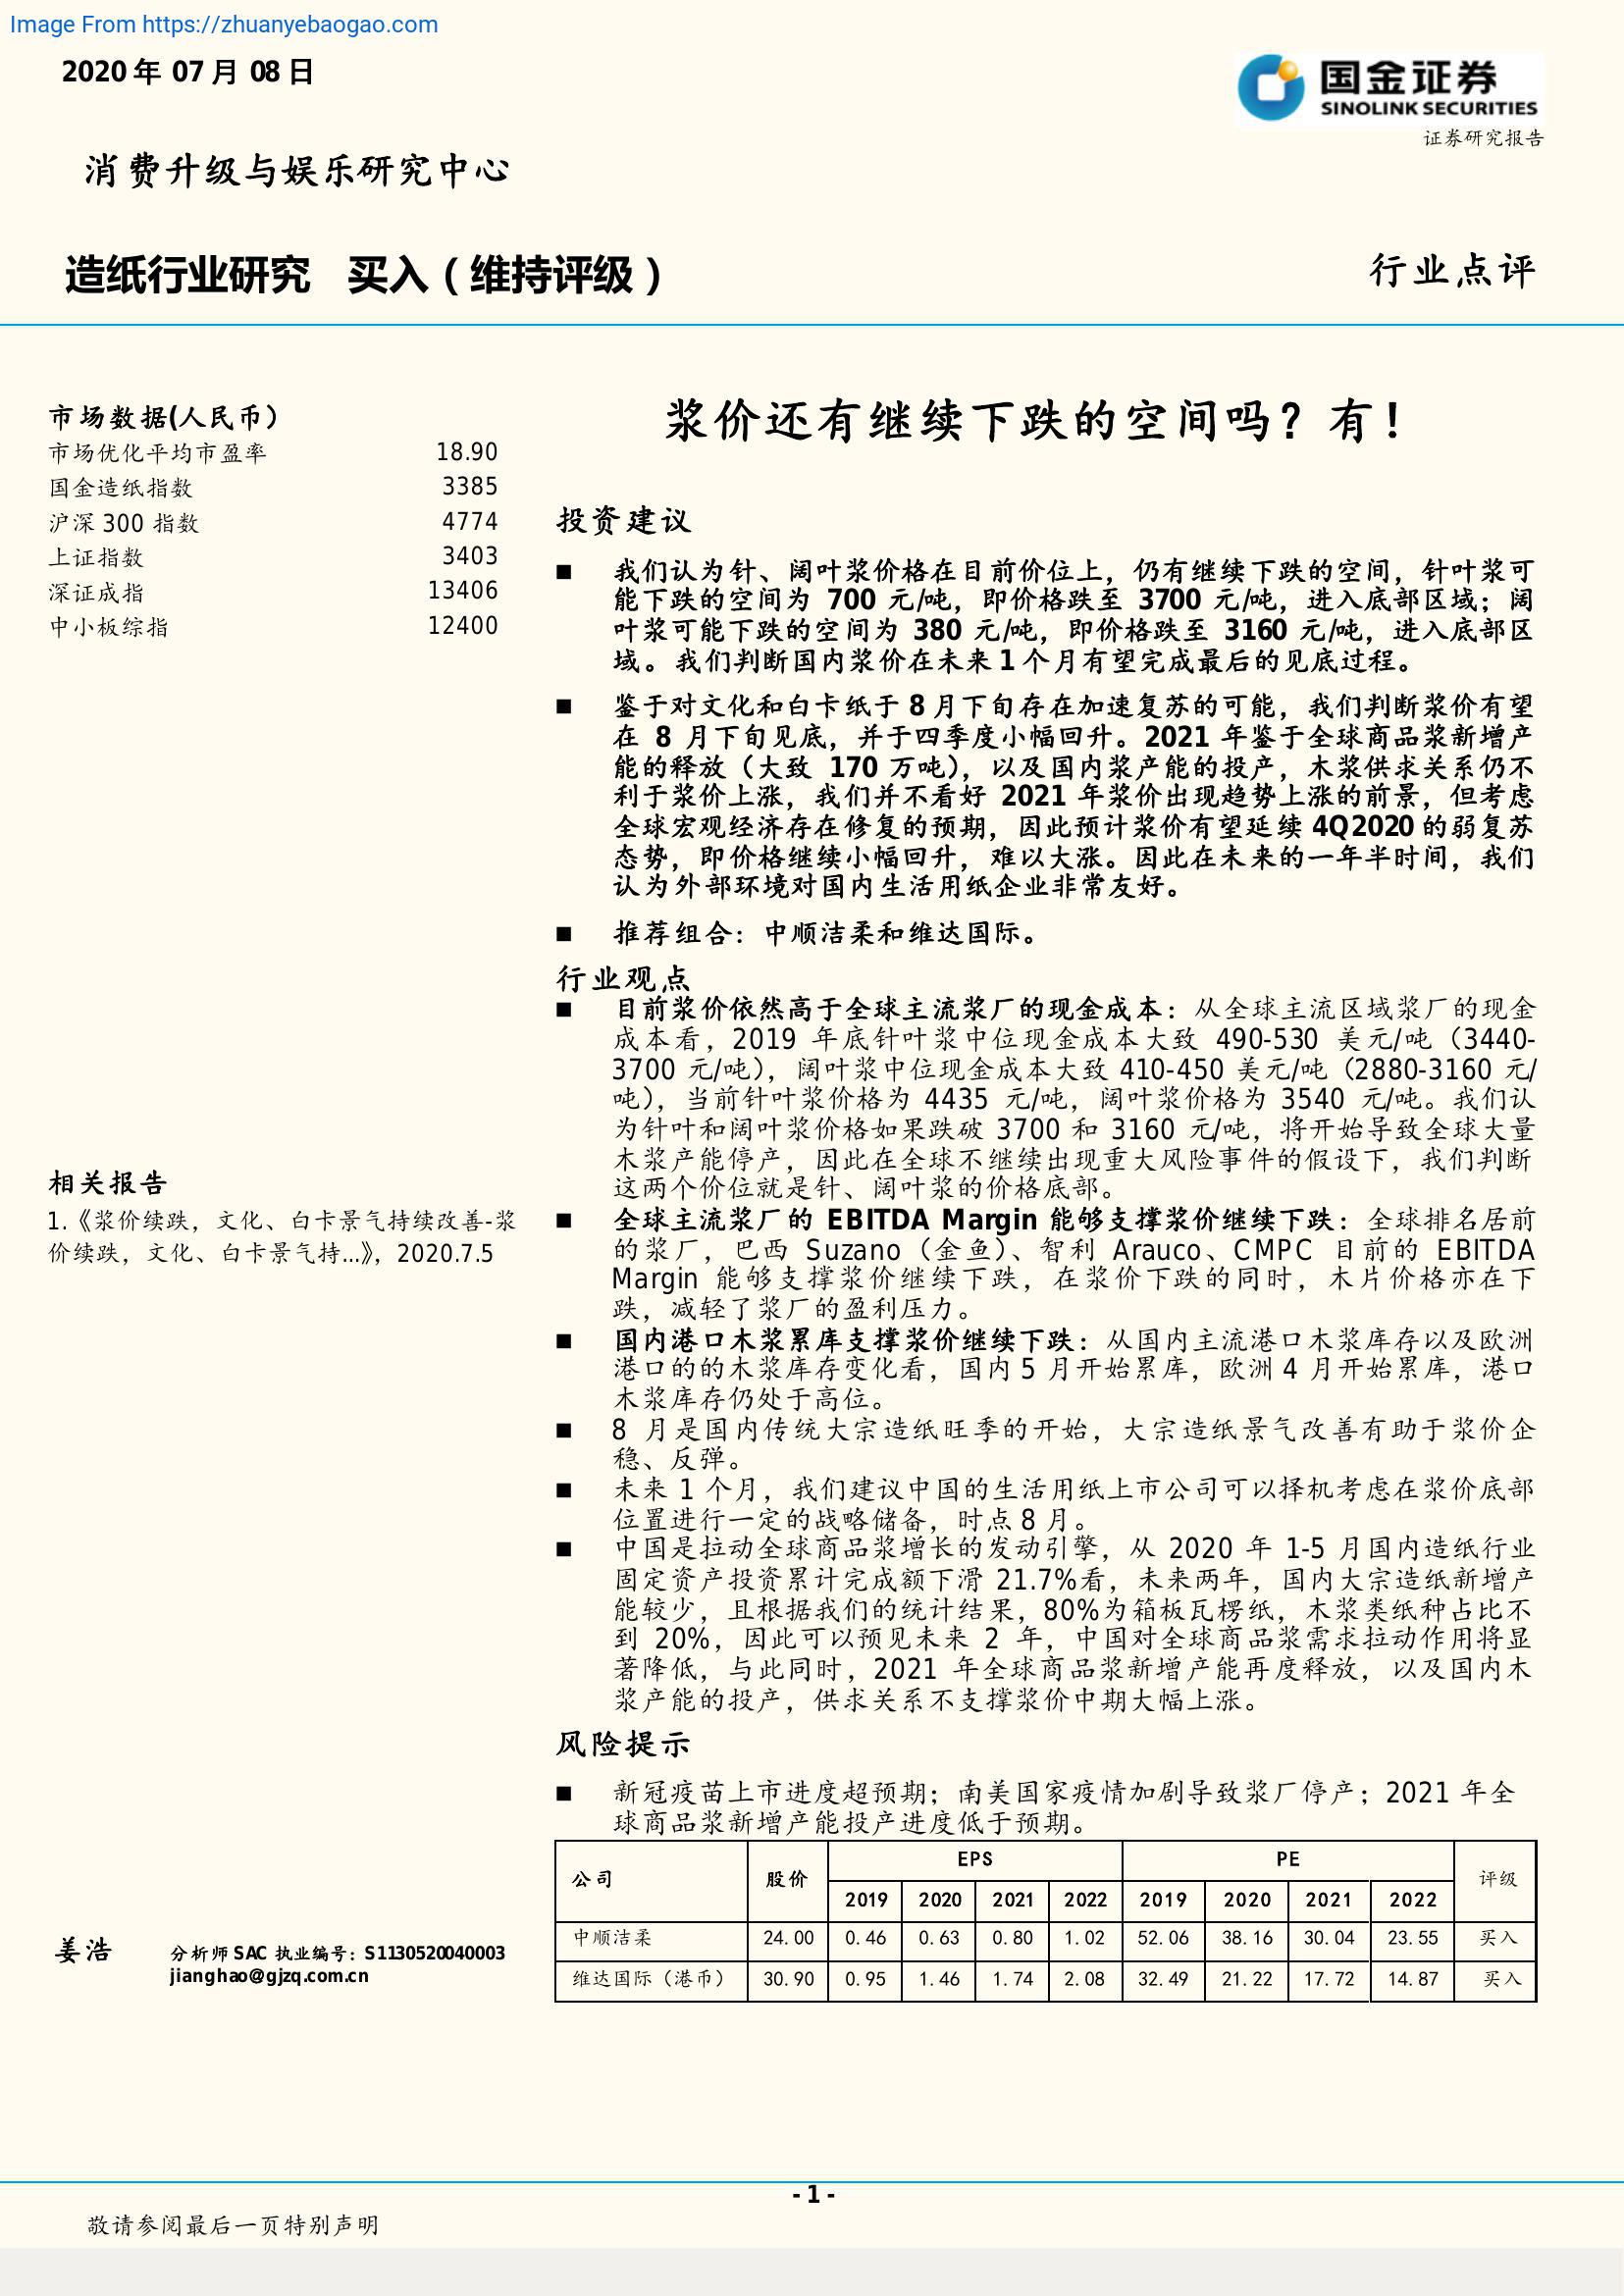 Image From https://zhuanyebaogao.com
2020 年 07 月 08 日
国金证券
SINOLINK SECURITIES
证券研究报告
消费升级与娱乐研究中心
造纸行业研究 买入（维持评级）
行业点评
市场数据(人民币）
市场优化平均市盈率 18.90
国金造纸指数 3385
沪深 300 指数 4774
上证指数 3403
深证成指 13406
中小板综指 12400
相关报告
1.《浆价续跌，文化、白卡景气持续改善-浆
价续跌，文化、白卡景气持...》，2020.7.5
姜浩 分析师 SAC 执业编号：S1130520040003
jianghao@gjzq.com.cn
浆价还有继续下跌的空间吗？有！
投资建议
■ 我们认为针、阔叶浆价格在目前价位上，仍有继续下跌的空间，针叶浆可
能下跌的空间为 700 元/吨，即价格跌至 3700 元/吨，进入底部区域；阔
叶浆可能下跌的空间为 380 元/吨，即价格跌至 3160 元/吨，进入底部区
域。我们判断国内浆价在未来 1 个月有望完成最后的见底过程。
■ 鉴于对文化和白卡纸于 8 月下旬存在加速复苏的可能，我们判断浆价有望
在 8 月下旬见底，并于四季度小幅回升。2021 年鉴于全球商品浆新增产
能的释放（大致 170 万吨），以及国内浆产能的投产，木浆供求关系仍不
利于浆价上涨，我们并不看好 2021 年浆价出现趋势上涨的前景，但考虑
全球宏观经济存在修复的预期，因此预计浆价有望延续 4Q2020 的弱复苏
态势，即价格继续小幅回升，难以大涨。因此在未来的一年半时间，我们
认为外部环境对国内生活用纸企业非常友好。
■ 推荐组合：中顺洁柔和维达国际。
行业观点
■ 目前浆价依然高于全球主流浆厂的现金成本：从全球主流区域浆厂的现金
成本看，2019 年底针叶浆中位现金成本大致 490-530 美元/吨（3440-
3700 元/吨），阔叶浆中位现金成本大致 410-450 美元/吨（2880-3160 元/
吨），当前针叶浆价格为 4435 元/吨，阔叶浆价格为 3540 元/吨。我们认
为针叶和阔叶浆价格如果跌破 3700 和 3160 元/吨，将开始导致全球大量
木浆产能停产，因此在全球不继续出现重大风险事件的假设下，我们判断
这两个价位就是针、阔叶浆的价格底部。
■ 全球主流浆厂的 EBITDA Margin 能够支撑浆价继续下跌：全球排名居前
的浆厂，巴西 Suzano（金鱼）、智利 Arauco、CMPC 目前的 EBITDA
Margin 能够支撑浆价继续下跌，在浆价下跌的同时，木片价格亦在下
跌，减轻了浆厂的盈利压力。
■ 国内港口木浆累库支撑浆价继续下跌：从国内主流港口木浆库存以及欧洲
港口的的木浆库存变化看，国内 5 月开始累库，欧洲 4 月开始累库，港口
木浆库存仍处于高位。
■ 8 月是国内传统大宗造纸旺季的开始，大宗造纸景气改善有助于浆价企
稳、反弹。
■ 未来 1 个月，我们建议中国的生活用纸上市公司可以择机考虑在浆价底部
位置进行一定的战略储备，时点 8 月。
■ 中国是拉动全球商品浆增长的发动引擎，从 2020 年 1-5 月国内造纸行业
固定资产投资累计完成额下滑 21.7%看，未来两年，国内大宗造纸新增产
能较少，且根据我们的统计结果，80%为箱板瓦楞纸，木浆类纸种占比不
到 20%，因此可以预见未来 2 年，中国对全球商品浆需求拉动作用将显
著降低，与此同时，2021 年全球商品浆新增产能再度释放，以及国内木
浆产能的投产，供求关系不支撑浆价中期大幅上涨。
风险提示
■ 新冠疫苗上市进度超预期；南美国家疫情加剧导致浆厂停产；2021 年全
球商品浆新增产能投产进度低于预期。
公司 股价 EPS PE 评级
2019 2020 2021 2022 2019 2020 2021 2022
中顺洁柔 24.00 0.46 0.63 0.80 1.02 52.06 38.16 30.04 23.55 买入
维达国际（港币） 30.90 0.95 1.46 1.74 2.08 32.49 21.22 17.72 14.87 买入
- 1 -
敬请参阅最后一页特别声明